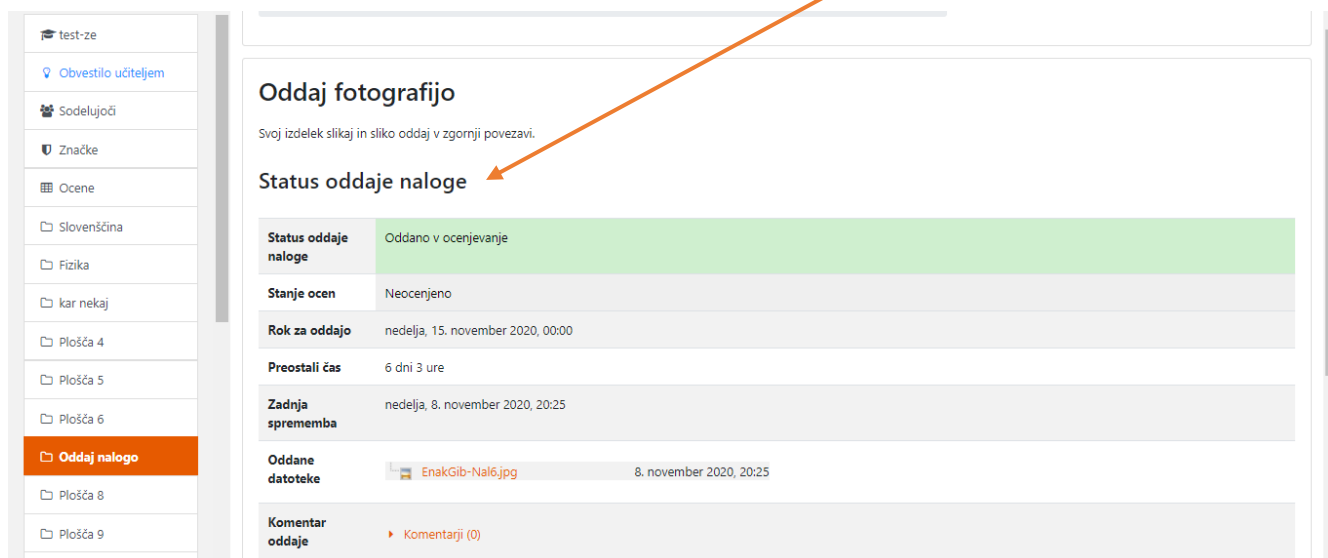 test-ze
Obvestilo učiteljem
Sodelujoči
Značke
Ocene
Slovenščina
Fizika
kar nekaj
Plošča 4
Plošča 5
Plošča 6
Oddaj nalogo
Plošča 8
Plošča 9
Oddaj fotografijo
Svoj izdelek slikaj in sliko oddaj v zgornji povezavi.
Status oddaje naloge
Status oddaje naloge Oddano v ocenjevanje
Stanje ocen Neocenjeno
Rok za oddajo nedelja, 15. november 2020, 00:00
Preostali čas 6 dni 3 ure
Zadnja sprememba nedelja, 8. november 2020, 20:25
Oddane datoteke EnakGib-Nal6.jpg 8. november 2020, 20:25
Komentar oddaje Komentarji (0)